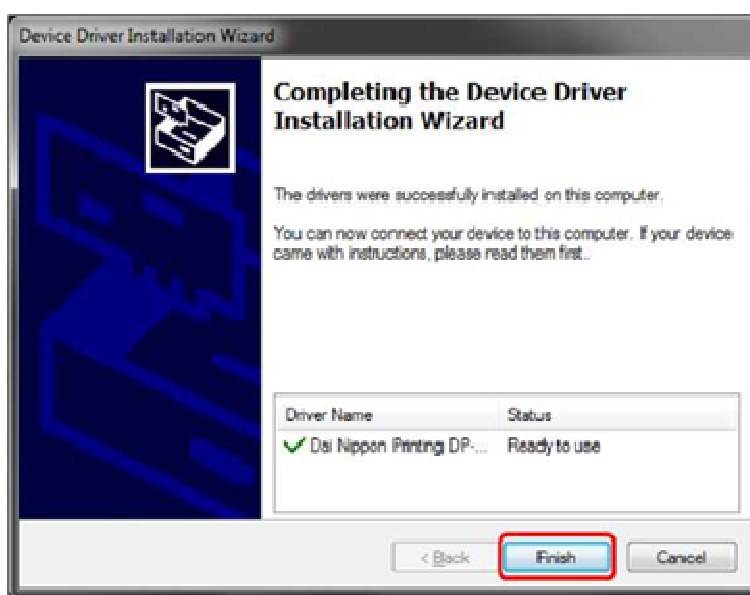 Device Driver Installation Wizard
Completing the Device Driver
Installation Wizard
The drivers were successfully installed on this computer.
You can now connect your device to this computer. If your device
came with instructions, please read them first..
Driver Name Status
Dai Nippon Printing DP-... Ready to use
< Back Finish Cancel